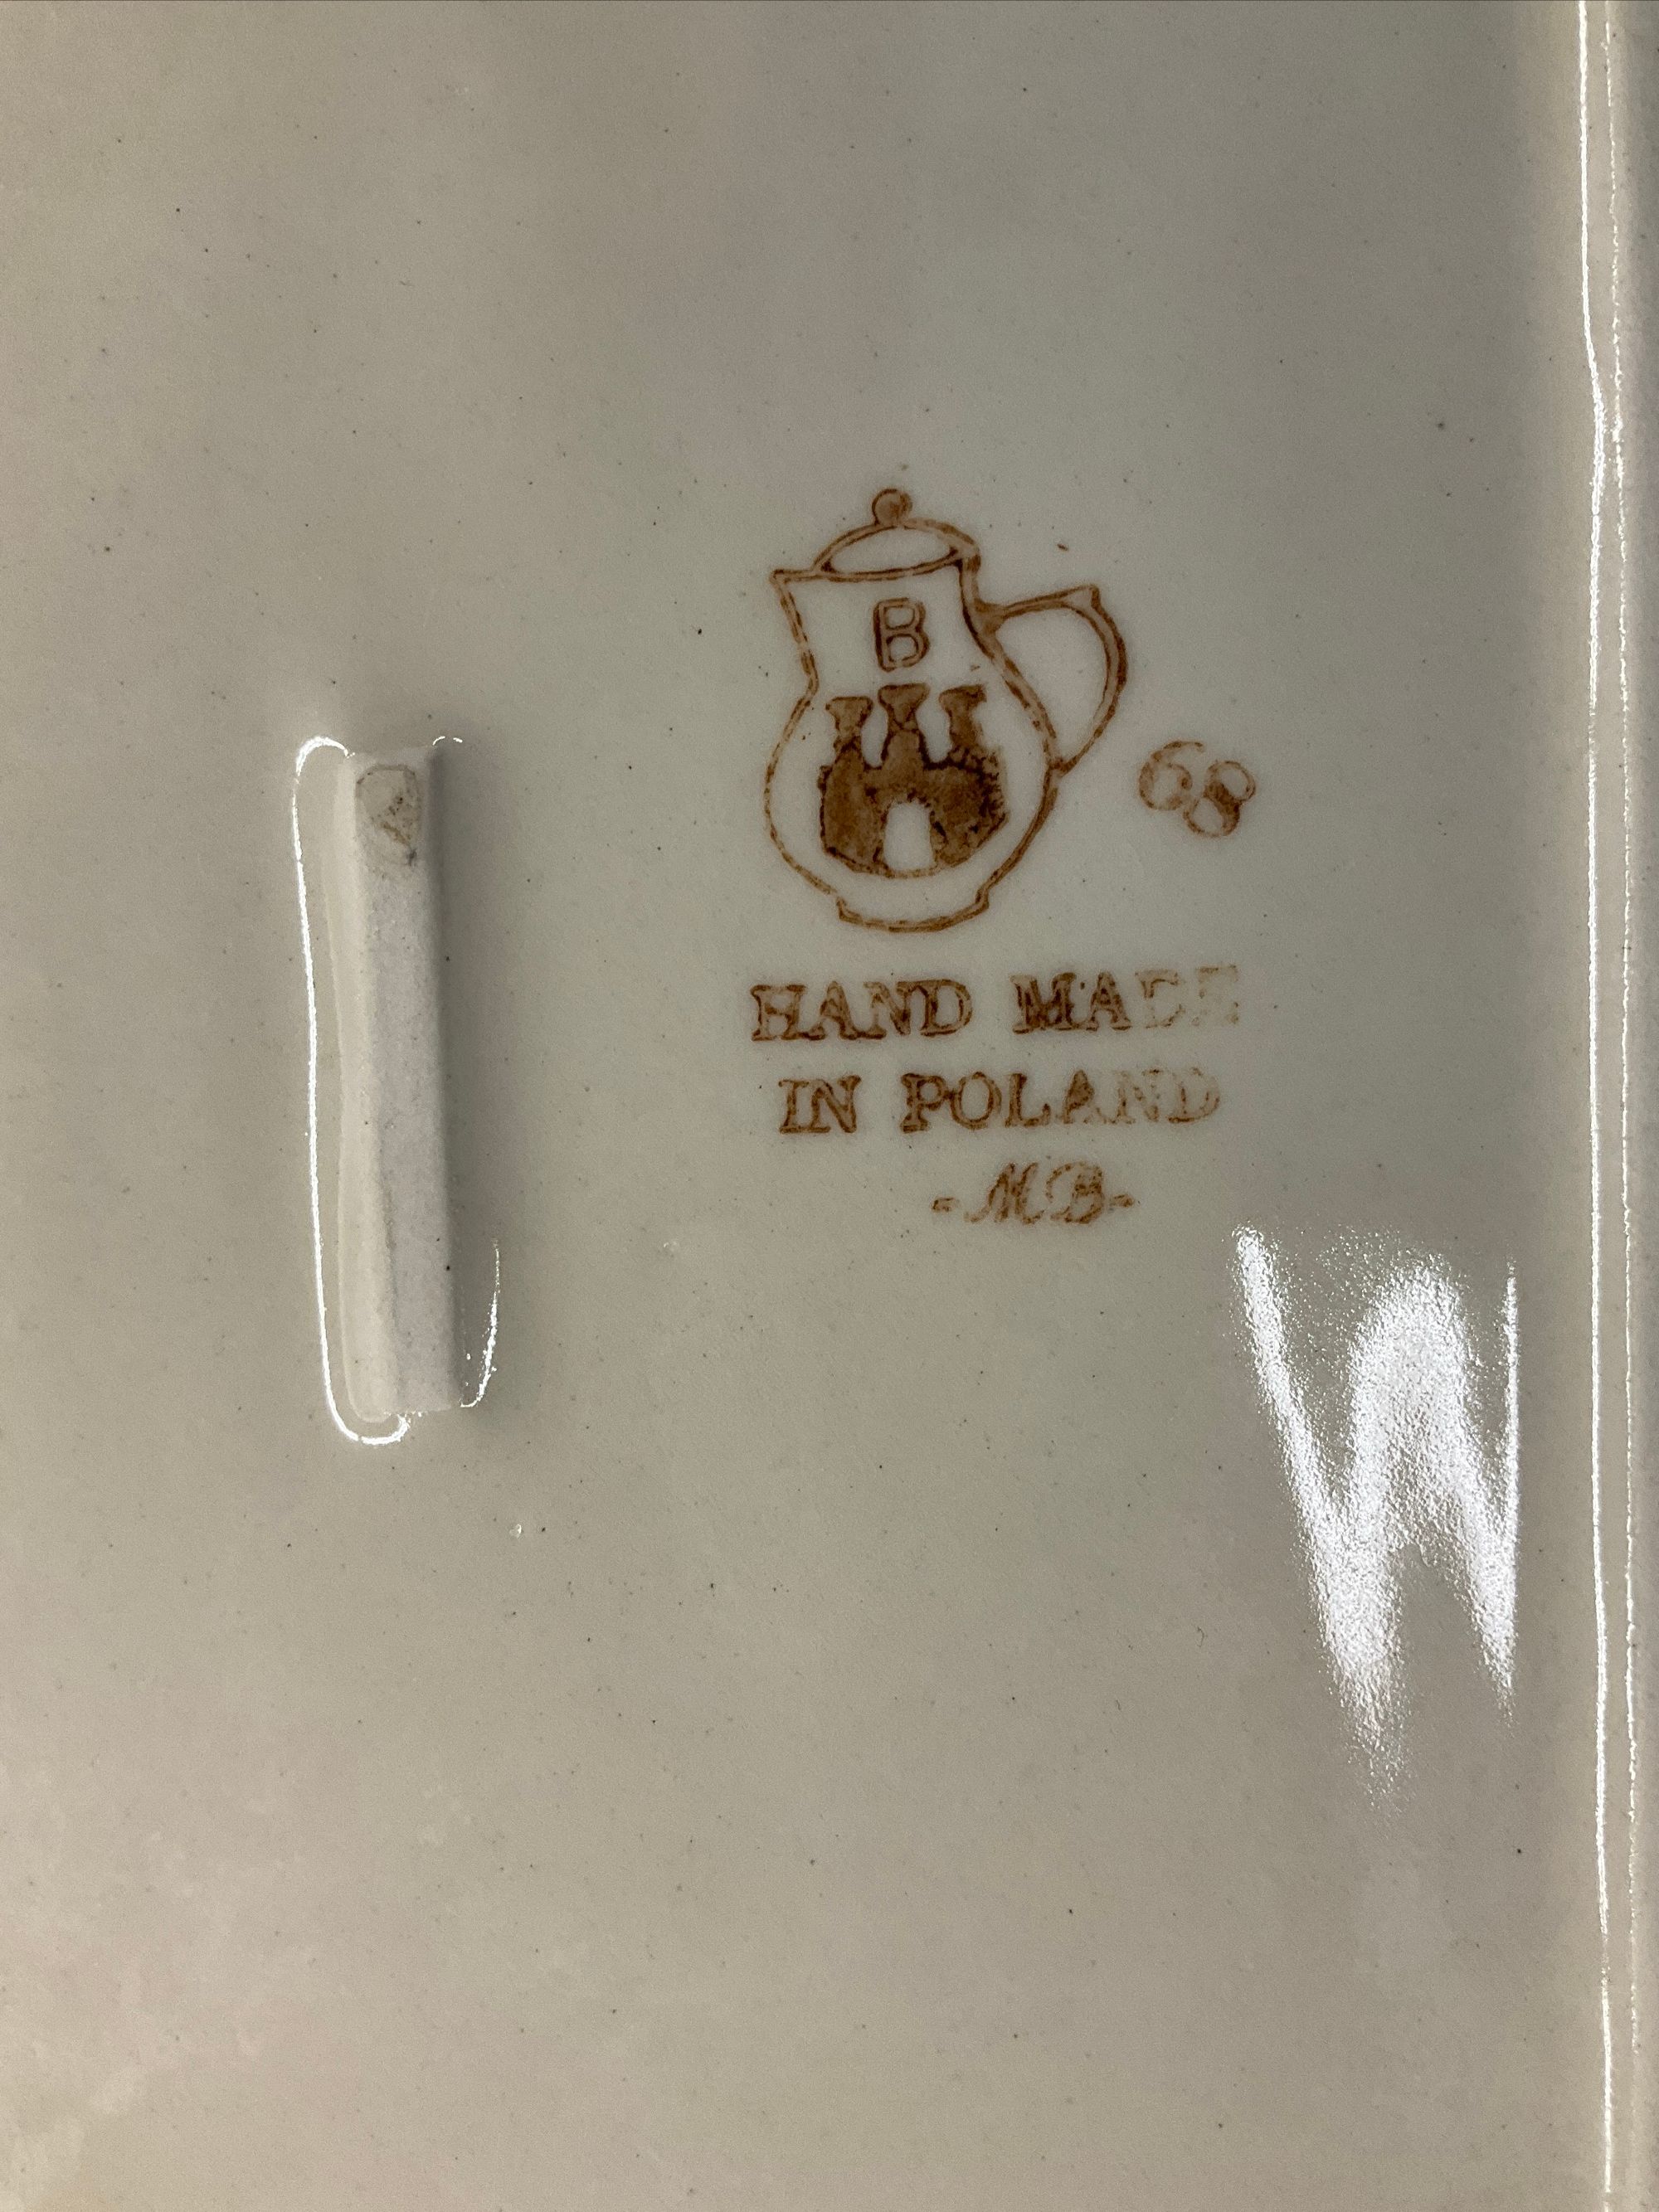 B
68
HAND MADE
IN POLAND
-MB-